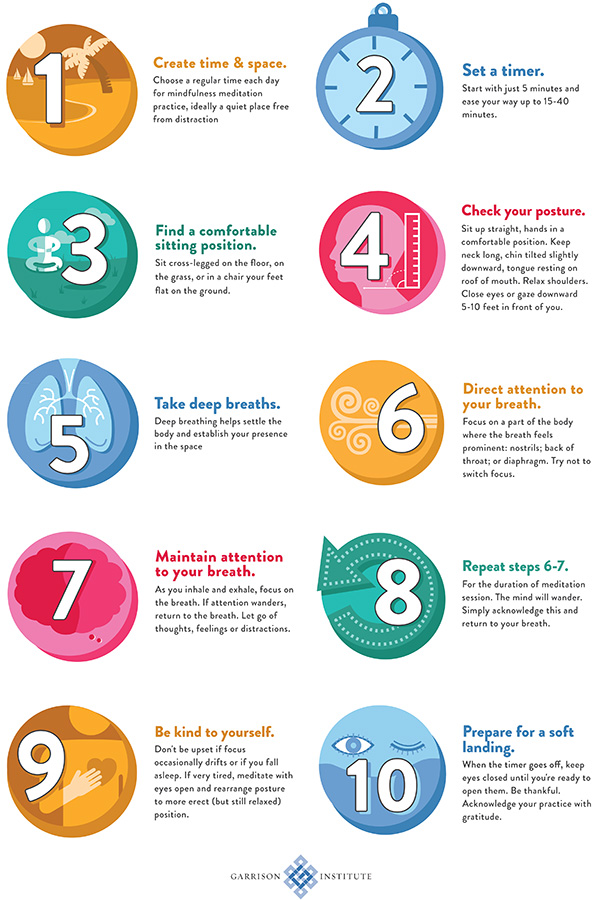 1
Create time & space.
Choose a regular time each day
for mindfulness meditation
practice, ideally a quiet place free
from distraction
2
Set a timer.
Start with just 5 minutes and
ease your way up to 15-40
minutes.
3
Find a comfortable
sitting position.
Sit cross-legged on the floor, on
the grass, or in a chair your feet
flat on the ground.
4
Check your posture.
Sit up straight, hands in a
comfortable position. Keep
neck long, chin tilted slightly
downward, tongue resting on
roof of mouth. Relax shoulders.
Close eyes or gaze downward
5-10 feet in front of you.
5
Take deep breaths.
Deep breathing helps settle the
body and establish your presence
in the space
6
Direct attention to
your breath.
Focus on a part of the body
where the breath feels
prominent: nostrils; back of
throat; or diaphragm. Try not to
switch focus.
7
Maintain attention
to your breath.
As you inhale and exhale, focus on
the breath. If attention wanders,
return to the breath. Let go of
thoughts, feelings or distractions.
8
Repeat steps 6-7.
For the duration of meditation
session. The mind will wander.
Simply acknowledge this and
return to your breath.
9
Be kind to yourself.
Don't be upset if focus
occasionally drifts or if you fall
asleep. If very tired, meditate with
eyes open and rearrange posture
to more erect (but still relaxed)
position.
10
Prepare for a soft
landing.
When the timer goes off, keep
eyes closed until you're ready to
open them. Be thankful.
Acknowledge your practice with
gratitude.
GARRISON INSTITUTE